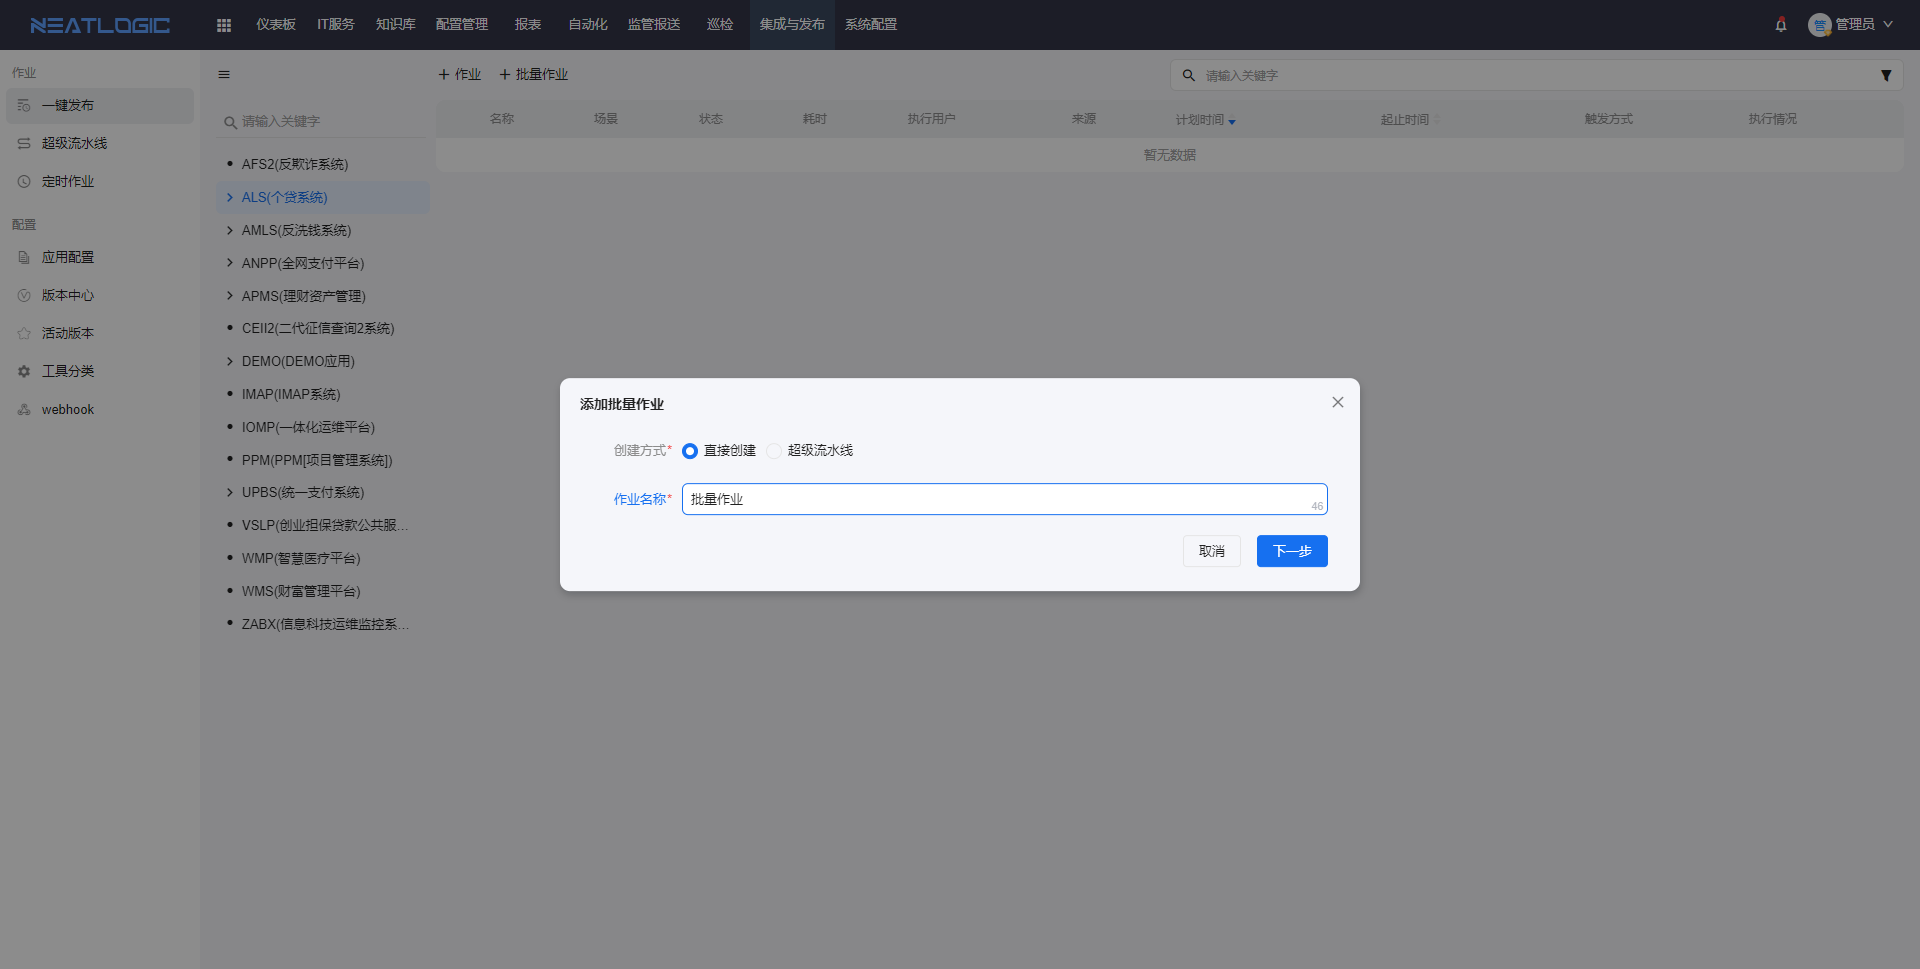 NEATLOGIC
仪表板 IT服务 知识库 配置管理 报表 自动化 监管报送 巡检 集成与发布 系统配置 管 管理员
作业
一键发布
超级流水线
定时作业
配置
应用配置
版本中心
活动版本
工具分类
webhook
请输入关键字
AFS2(反欺诈系统)
ALS(个贷系统)
AMLS(反洗钱系统)
ANPP(全网支付平台)
APMS(理财资产管理)
CEII2(二代征信查询2系统)
DEMO(DEMO应用)
IMAP(IMAP系统)
IOMP(一体化运维平台)
PPM(PPM[项目管理系统])
UPBS(统一支付系统)
VSLP(创业担保贷款公共服...
WMP(智慧医疗平台)
WMS(财富管理平台)
ZABX(信息科技运维监控系...
+ 作业 + 批量作业 请输入关键字
名称 场景 状态 耗时 执行用户 来源 计划时间 起止时间 触发方式 执行情况
暂无数据
添加批量作业
创建方式* 直接创建 超级流水线
作业名称* 批量作业 46
取消 下一步